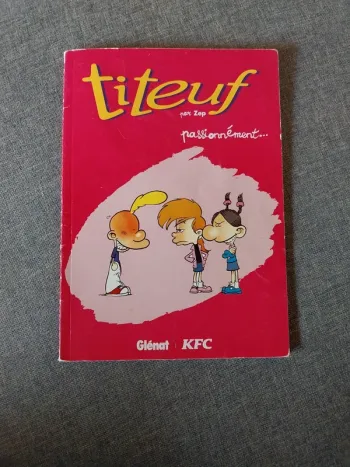 titeuf
par Zep
passionnément...
Glénat KFC